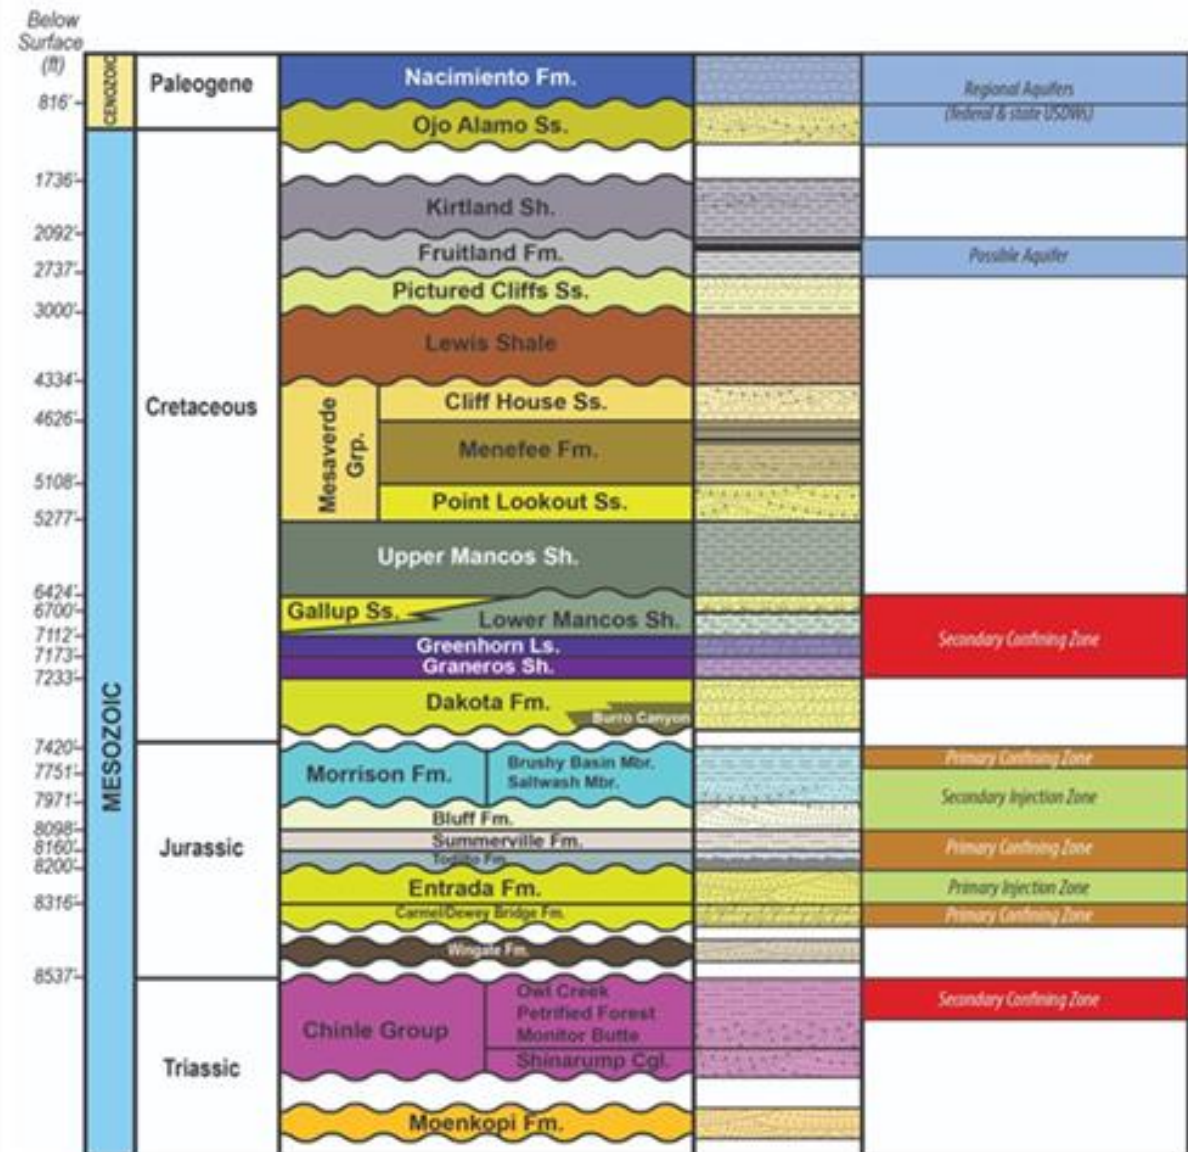 Below
Surface
(ft)
816'
1736'
2092'
2737'
3000'
4334'
4626'
5108'
5277'
6424'
6700'
7112'
7173'
7233'
7420'
7751'
7971'
8098'
8160'
8200'
8316'
8537'
CENOZOIC
MESOZOIC
Paleogene
Cretaceous
Jurassic
Triassic
Nacimiento Fm.
Ojo Alamo Ss.
Kirtland Sh.
Fruitland Fm.
Pictured Cliffs Ss.
Lewis Shale
Mesaverde
Grp.
Cliff House Ss.
Menefee Fm.
Point Lookout Ss.
Upper Mancos Sh.
Gallup Ss.
Lower Mancos Sh.
Greenhorn Ls.
Graneros Sh.
Dakota Fm.
Burro Canyon
Morrison Fm.
Brushy Basin Mbr.
Saltwash Mbr.
Bluff Fm.
Summerville Fm.
Todilto Fm.
Entrada Fm.
Carmel/Dewey Bridge Fm.
Wingate Fm.
Chinle Group
Owl Creek
Petrified Forest
Monitor Butte
Shinarump Cgl.
Moenkopi Fm.
Regional Aquifers
(federal & state USDWs)
Possible Aquifer
Secondary Confining Zone
Primary Confining Zone
Secondary Injection Zone
Primary Confining Zone
Primary Injection Zone
Primary Confining Zone
Secondary Confining Zone